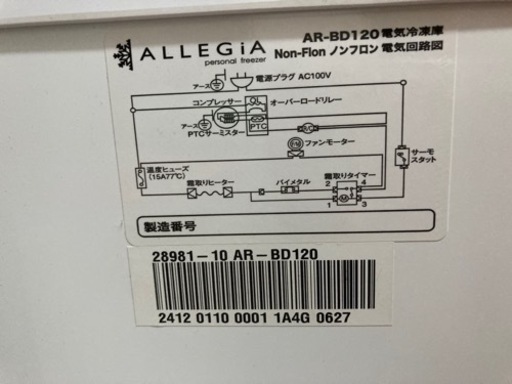 ALLEGiA
personal freezer
AR-BD120電気冷凍庫
Non-Flon ノンフロン 電気回路図
電源プラグ AC100V
アース
コンプレッサー
OL
オーバーロードリレー
アース
PTCサーミスター
PTC
R/C
F/M
ファンモーター
サーモ
スタット
温度ヒューズ
(15A77℃)
霜取りヒーター
バイメタル
霜取りタイマー
2 4
1 3
製造番号
28981-10 AR-BD120
2412 0110 0001 1A4G 0627